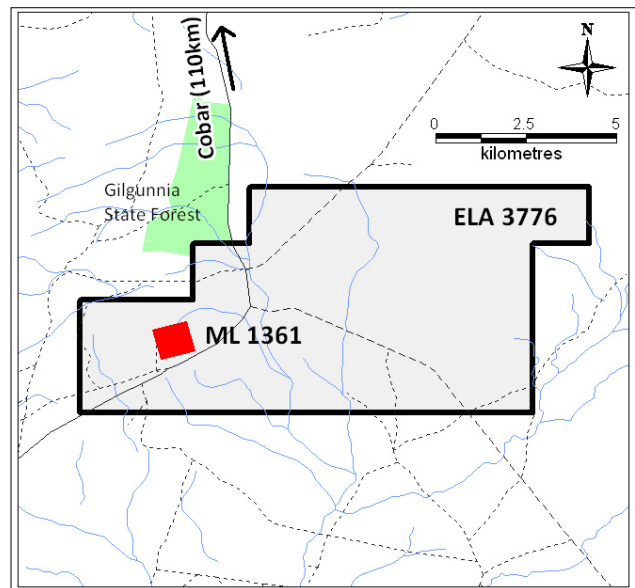 Cobar (110km)
N
0 2.5 5
kilometres
Gilgunnia
State Forest
ELA 3776
ML 1361